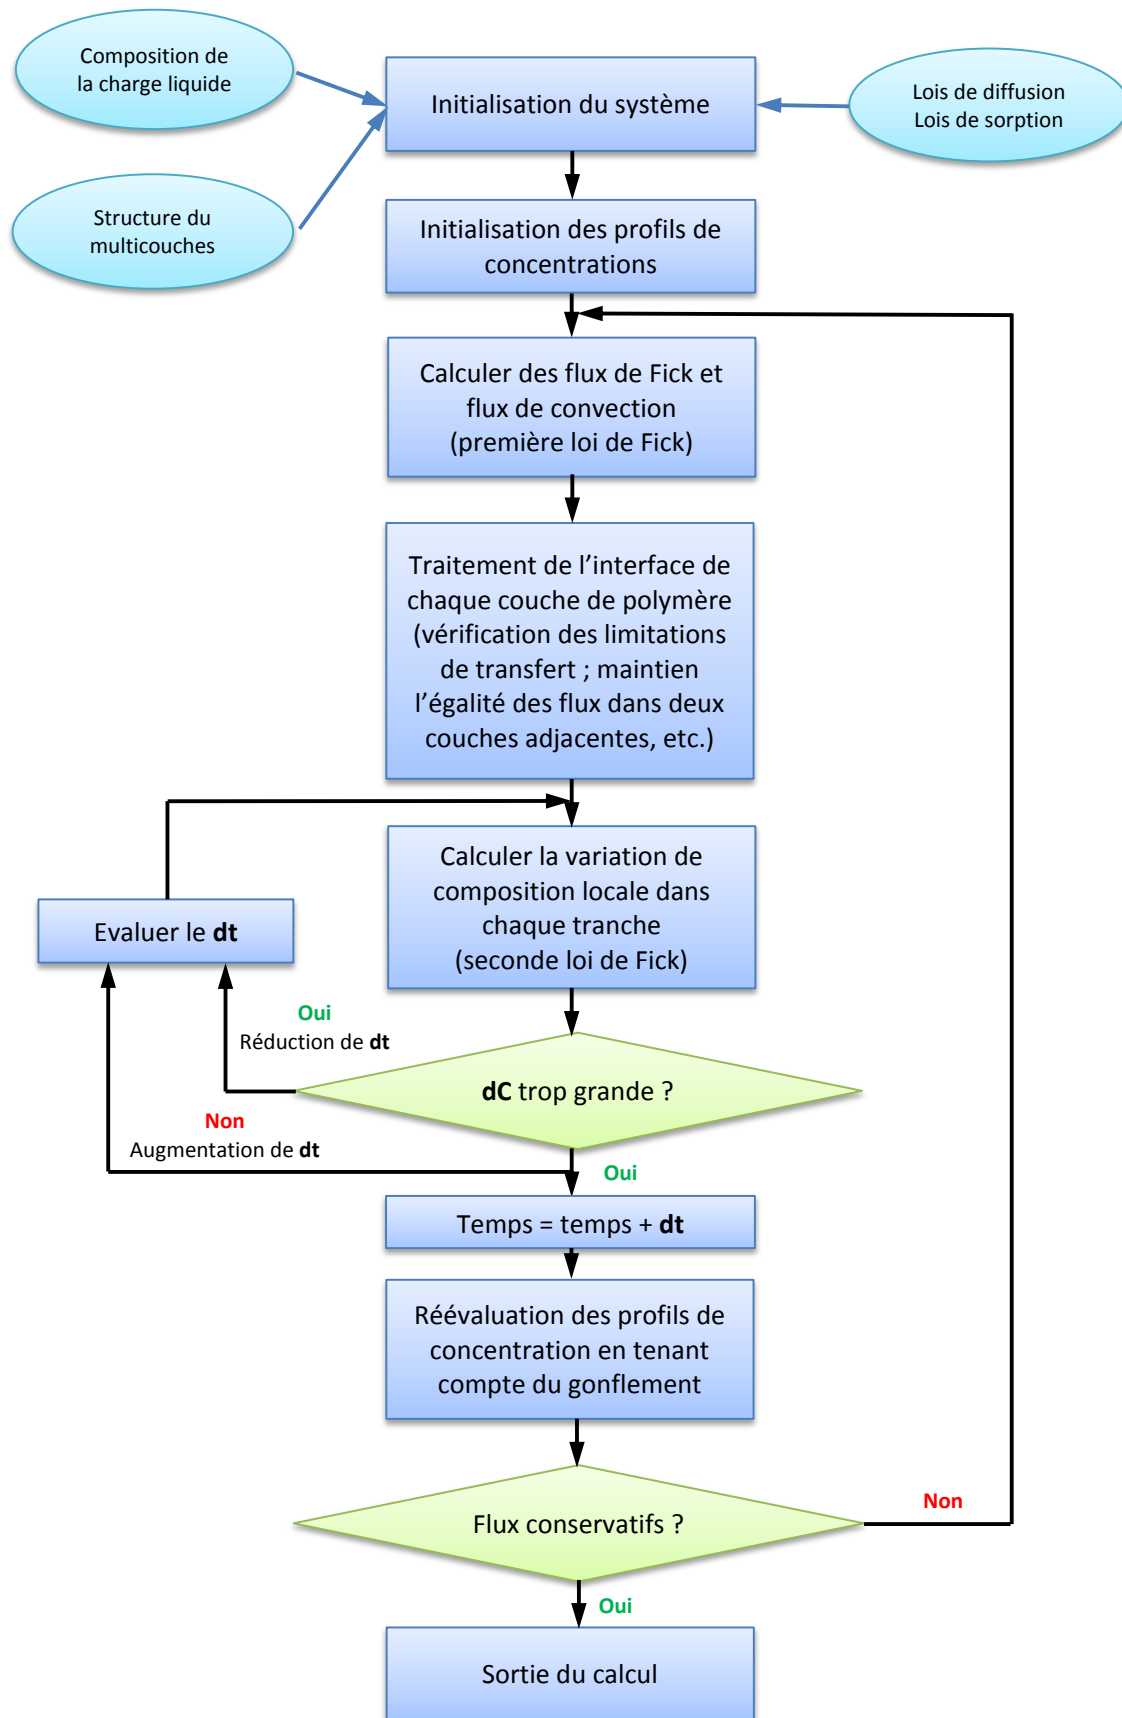 Composition de
la charge liquide
Initialisation du système
Lois de diffusion
Lois de sorption
Structure du
multicouches
Initialisation des profils de
concentrations
Calculer des flux de Fick et
flux de convection
(première loi de Fick)
Traitement de l’interface de
chaque couche de polymère
(vérification des limitations
de transfert ; maintien
l’égalité des flux dans deux
couches adjacentes, etc.)
Calculer la variation de
composition locale dans
chaque tranche
(seconde loi de Fick)
Evaluer le dt
Oui
Réduction de dt
dC trop grande ?
Non
Augmentation de dt
Oui
Temps = temps + dt
Réévaluation des profils de
concentration en tenant
compte du gonflement
Flux conservatifs ?
Non
Oui
Sortie du calcul